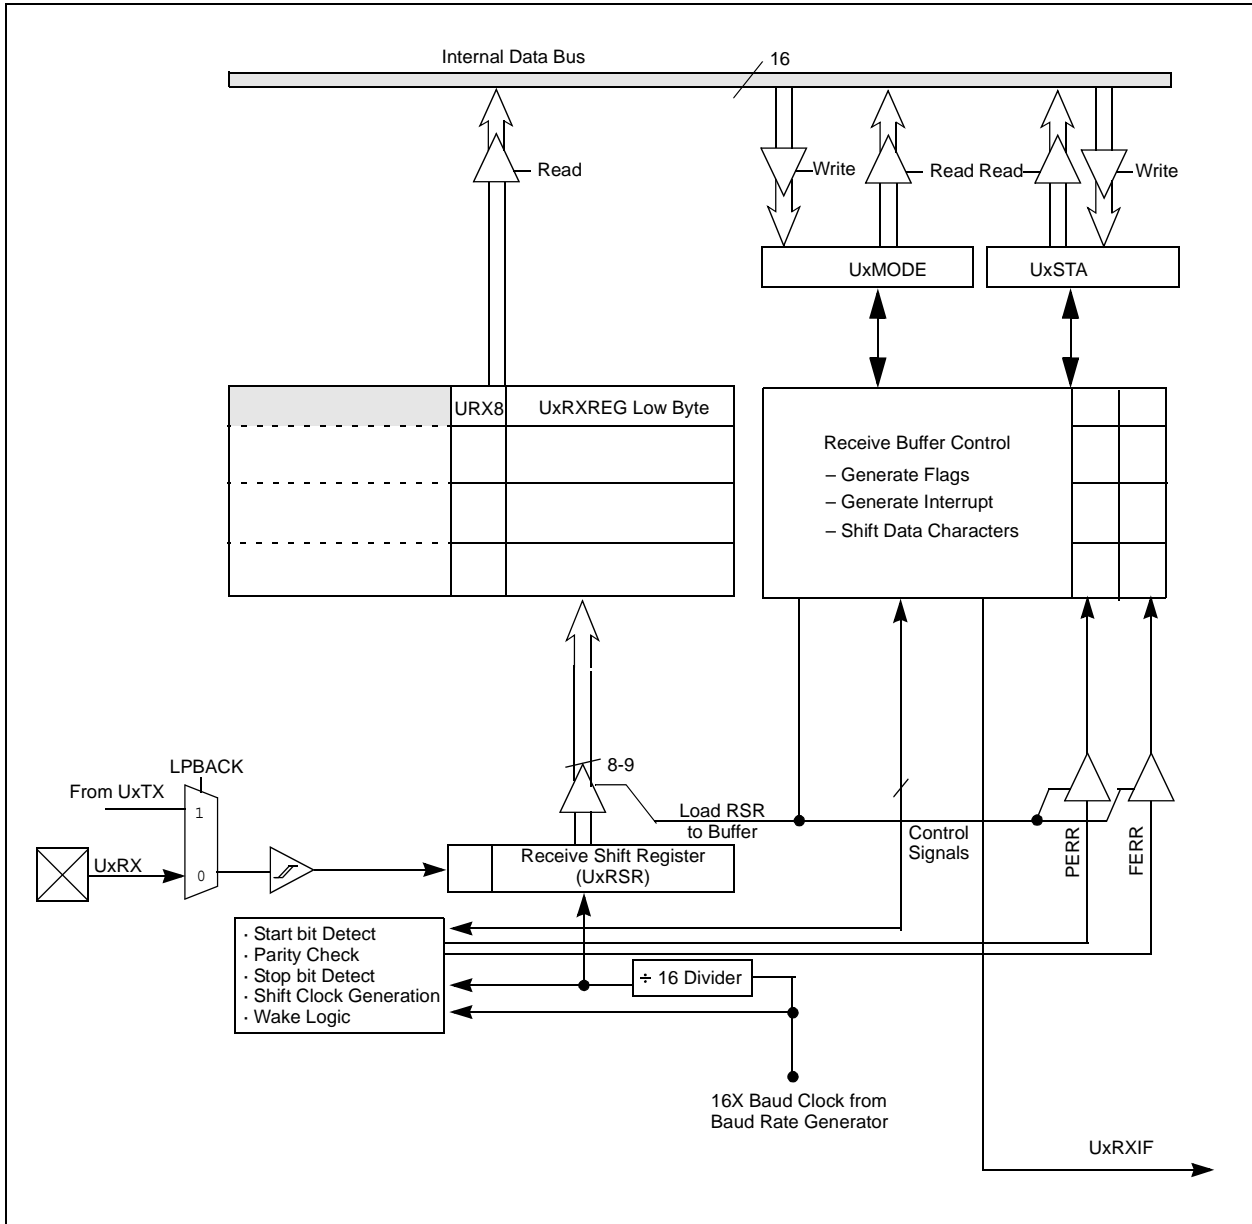 Internal Data Bus
16
Read
Write
Read Read
Write
UxMODE
UxSTA
URX8
UxRXREG Low Byte
Receive Buffer Control
– Generate Flags
– Generate Interrupt
– Shift Data Characters
LPBACK
From UxTX
1
UxRX
0
8-9
Load RSR
to Buffer
Control
Signals
PERR
FERR
Receive Shift Register
(UxRSR)
· Start bit Detect
· Parity Check
· Stop bit Detect
· Shift Clock Generation
· Wake Logic
÷ 16 Divider
16X Baud Clock from
Baud Rate Generator
UxRXIF